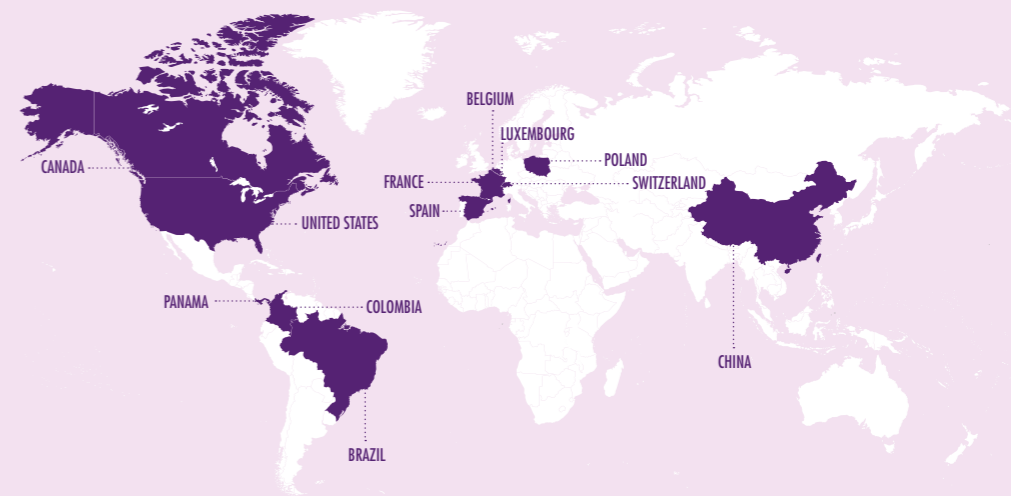 BELGIUM
LUXEMBOURG
CANADA
POLAND
FRANCE
SWITZERLAND
SPAIN
UNITED STATES
PANAMA
COLOMBIA
CHINA
BRAZIL